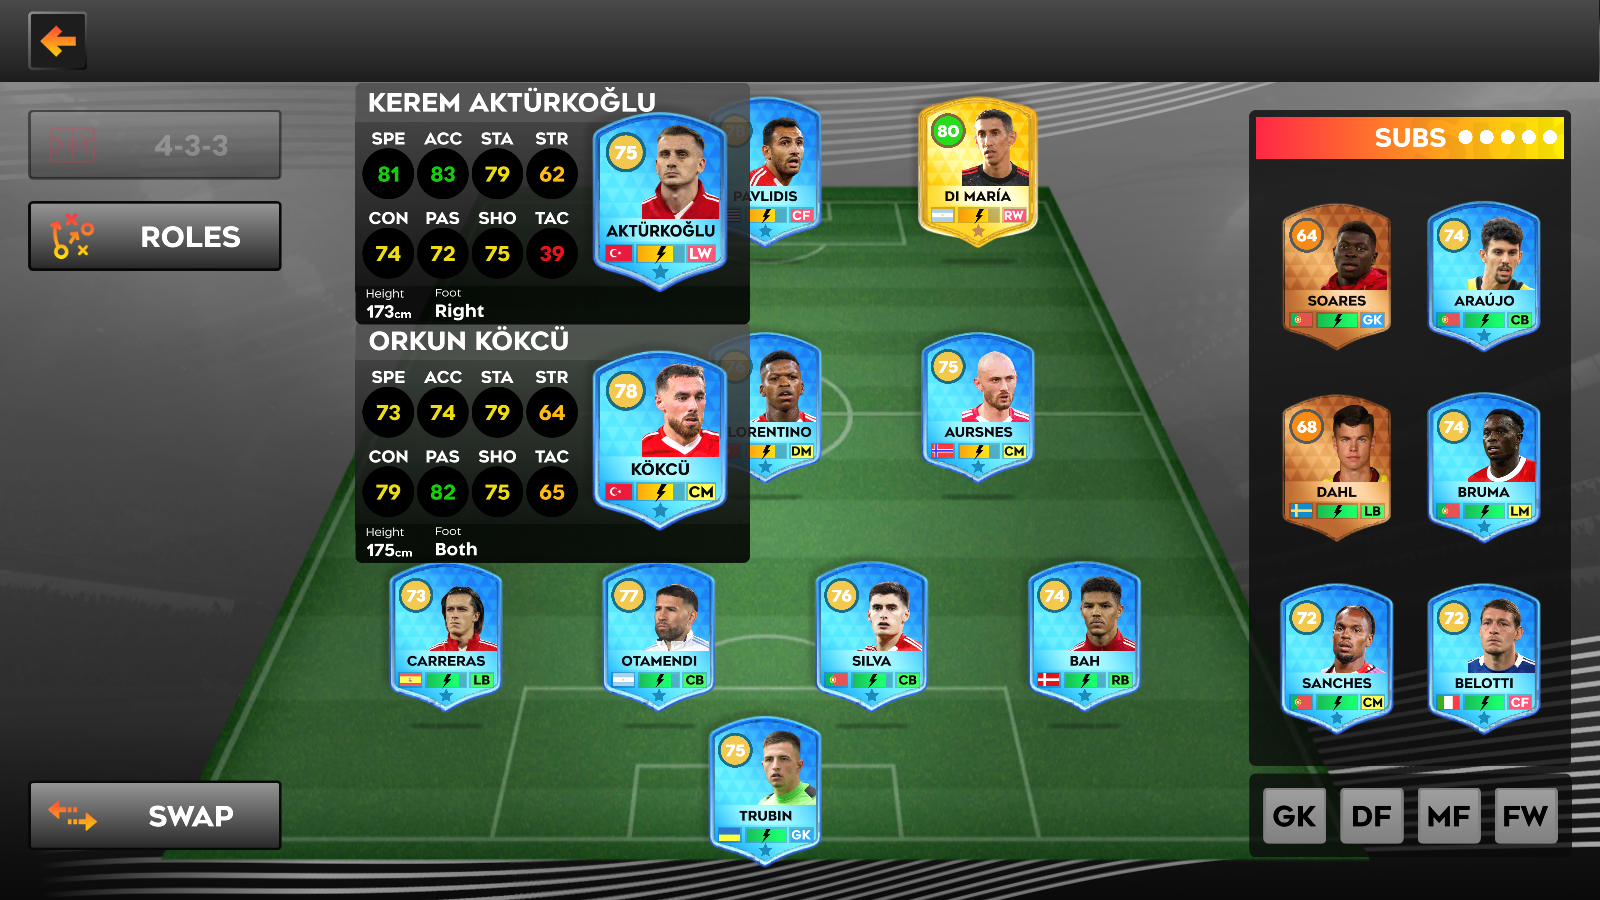 4-3-3
ROLES
SWAP
KEREM AKTÜRKOĞLU
SPE ACC STA STR
81 83 79 62
CON PAS SHO TAC
74 72 75 39
Height Foot
173cm Right
75
AKTÜRKOĞLU
LW
ORKUN KÖKCÜ
SPE ACC STA STR
73 74 79 64
CON PAS SHO TAC
79 82 75 65
Height Foot
175cm Both
78
KÖKCÜ
CM
78
PAVLIDIS
CF
80
DI MARÍA
RW
76
LORENTINO
DM
75
AURSNES
CM
73
CARRERAS
LB
77
OTAMENDI
CB
76
SILVA
CB
74
BAH
RB
75
TRUBIN
GK
SUBS
64
SOARES
GK
74
ARAÚJO
CB
68
DAHL
LB
74
BRUMA
LM
72
SANCHES
CM
72
BELOTTI
CF
GK DF MF FW